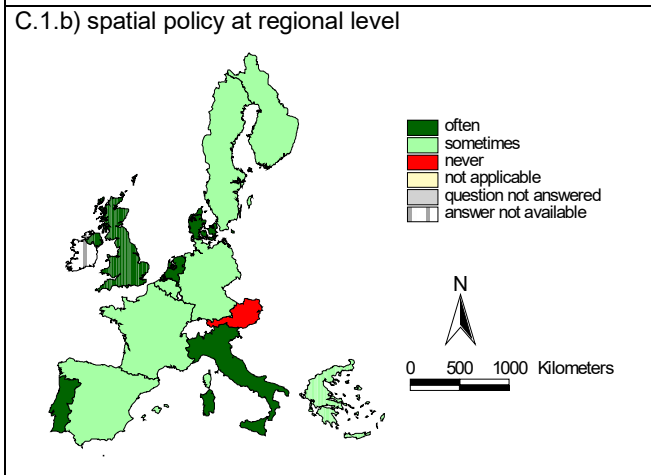 C.1.b) spatial policy at regional level
often
sometimes
never
not applicable
question not answered
answer not available
N
0 500 1000 Kilometers